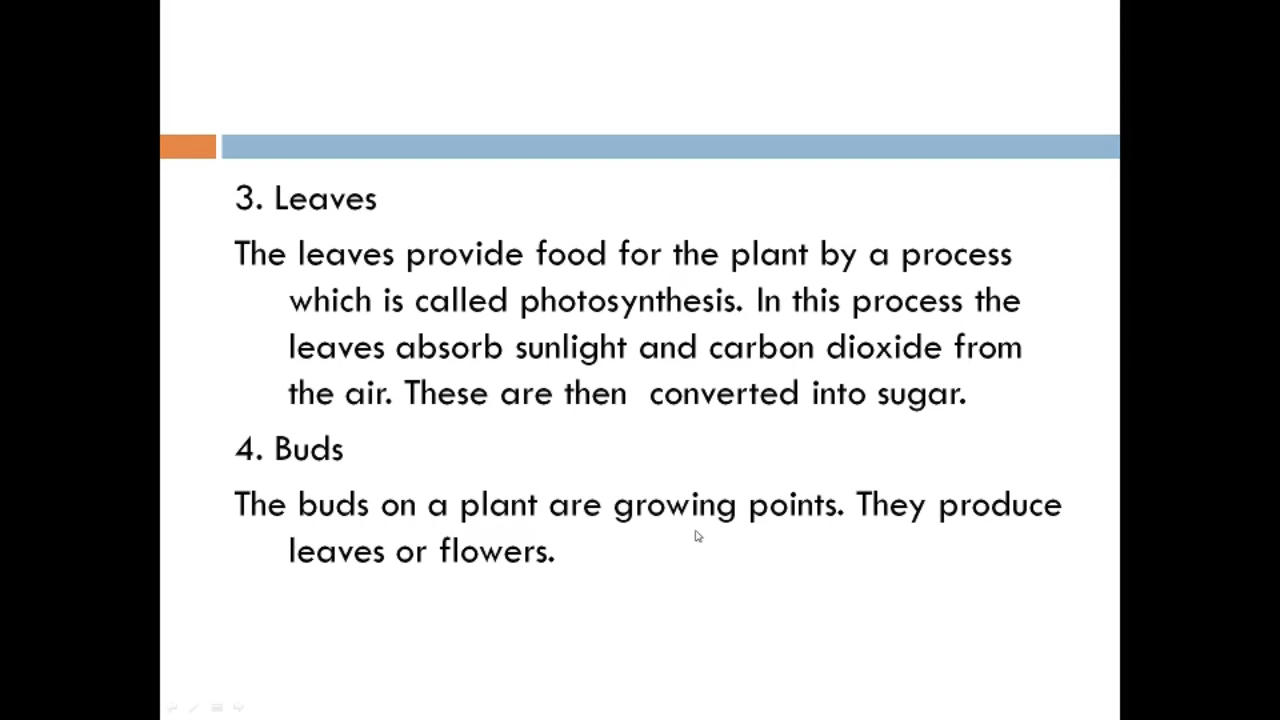 3. Leaves
The leaves provide food for the plant by a process
which is called photosynthesis. In this process the
leaves absorb sunlight and carbon dioxide from
the air. These are then  converted into sugar.
4. Buds
The buds on a plant are growing points. They produce
leaves or flowers.